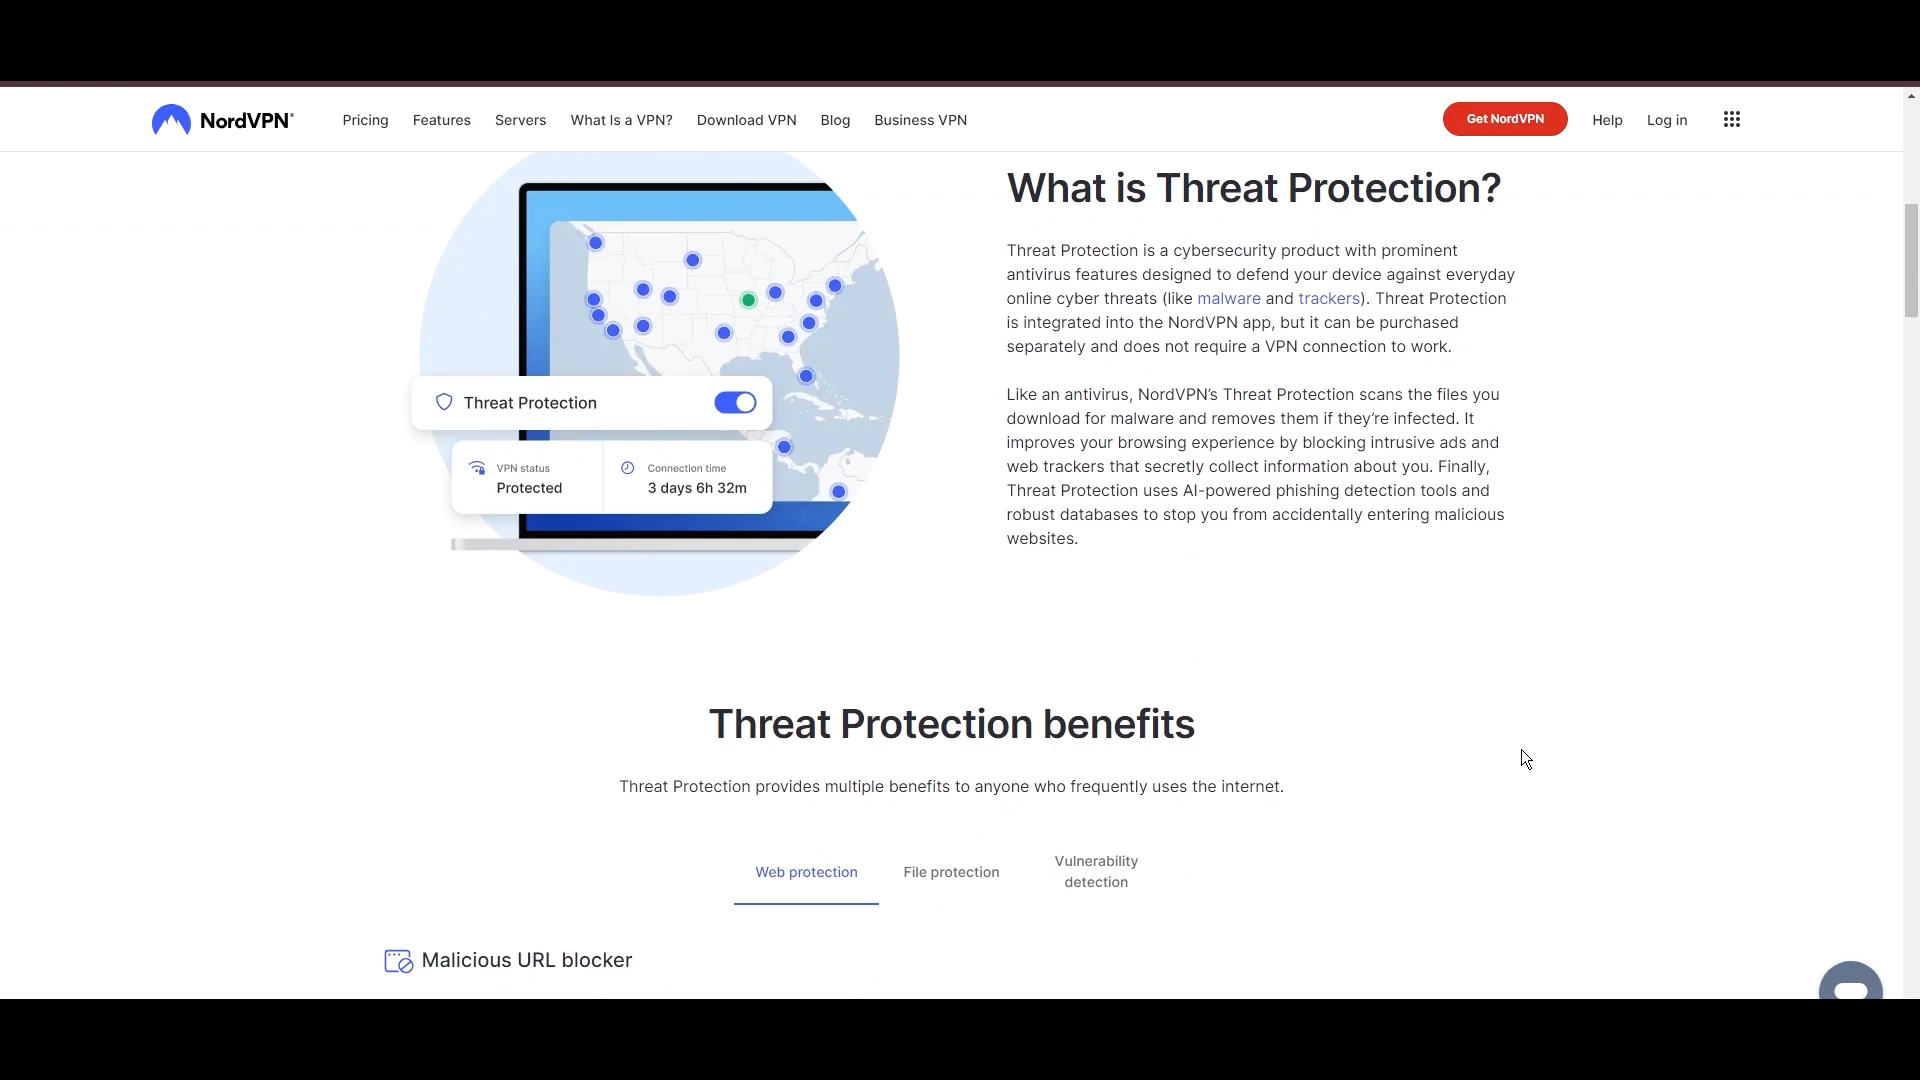 NordVPN®
Pricing
Features
Servers
What Is a VPN?
Download VPN
Blog
Business VPN
Get NordVPN
Help
Log in
Threat Protection
VPN status
Protected
Connection time
3 days 6h 32m
What is Threat Protection?
Threat Protection is a cybersecurity product with prominent
antivirus features designed to defend your device against everyday
online cyber threats (like malware and trackers). Threat Protection
is integrated into the NordVPN app, but it can be purchased
separately and does not require a VPN connection to work.
Like an antivirus, NordVPN’s Threat Protection scans the files you
download for malware and removes them if they’re infected. It
improves your browsing experience by blocking intrusive ads and
web trackers that secretly collect information about you. Finally,
Threat Protection uses AI-powered phishing detection tools and
robust databases to stop you from accidentally entering malicious
websites.
Threat Protection benefits
Threat Protection provides multiple benefits to anyone who frequently uses the internet.
Web protection
File protection
Vulnerability
detection
Malicious URL blocker